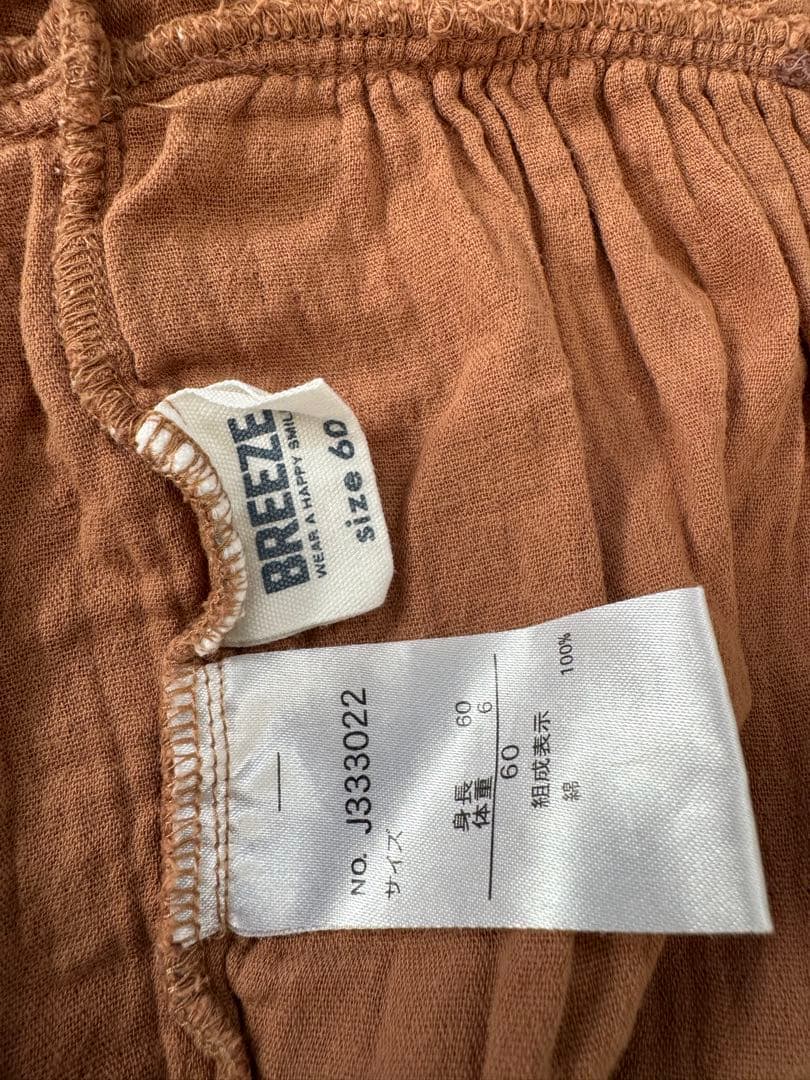 BREEZE
WEAR A HAPPY SMIL
size 60
NO. J333022
サイズ
身長 60
体重 6
60
組成表示
綿 100%